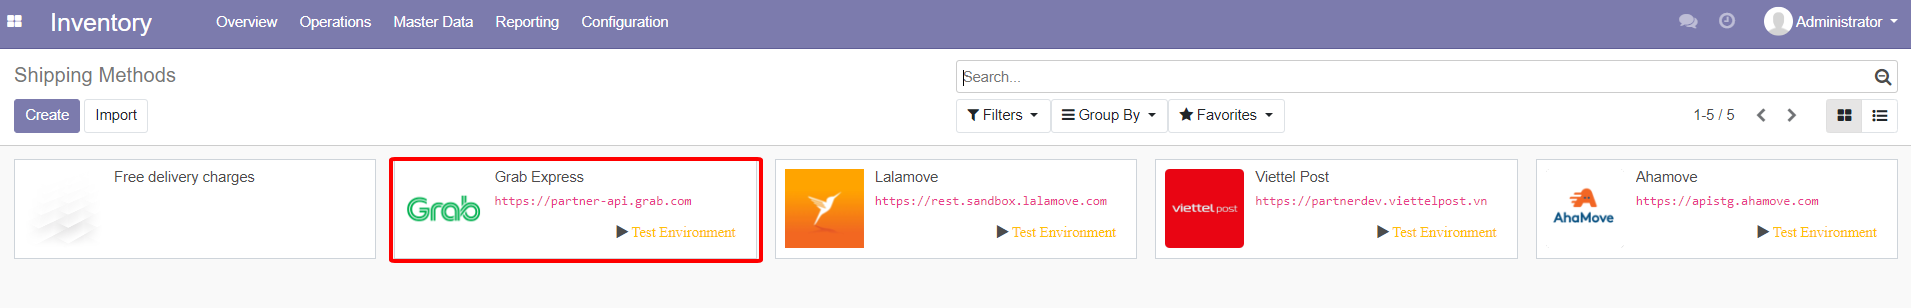 Inventory
Overview Operations Master Data Reporting Configuration
Administrator
Shipping Methods
Search...
Create Import
Filters Group By Favorites
1-5 / 5
Free delivery charges
Grab
Grab Express
https://partner-api.grab.com
Test Environment
Lalamove
https://rest.sandbox.lalamove.com
Test Environment
viettel post
Viettel Post
https://partnerdev.viettelpost.vn
Test Environment
AhaMove
Ahamove
https://apistg.ahamove.com
Test Environment